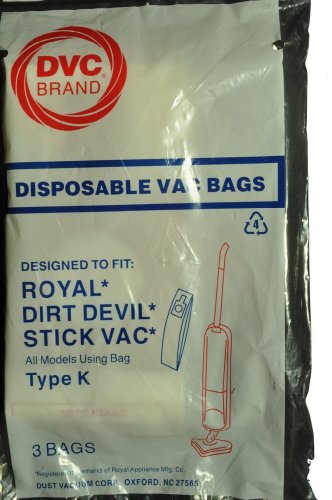 DVC
BRAND®
DISPOSABLE VAC BAGS
4
DESIGNED TO FIT:
ROYAL*
DIRT DEVIL*
STICK VAC*
All Models Using Bag
Type K
3 BAGS
*Registered Trademarks of Royal Appliance Mfg. Co.
DUST VACUUM CORP., OXFORD, NC 27565